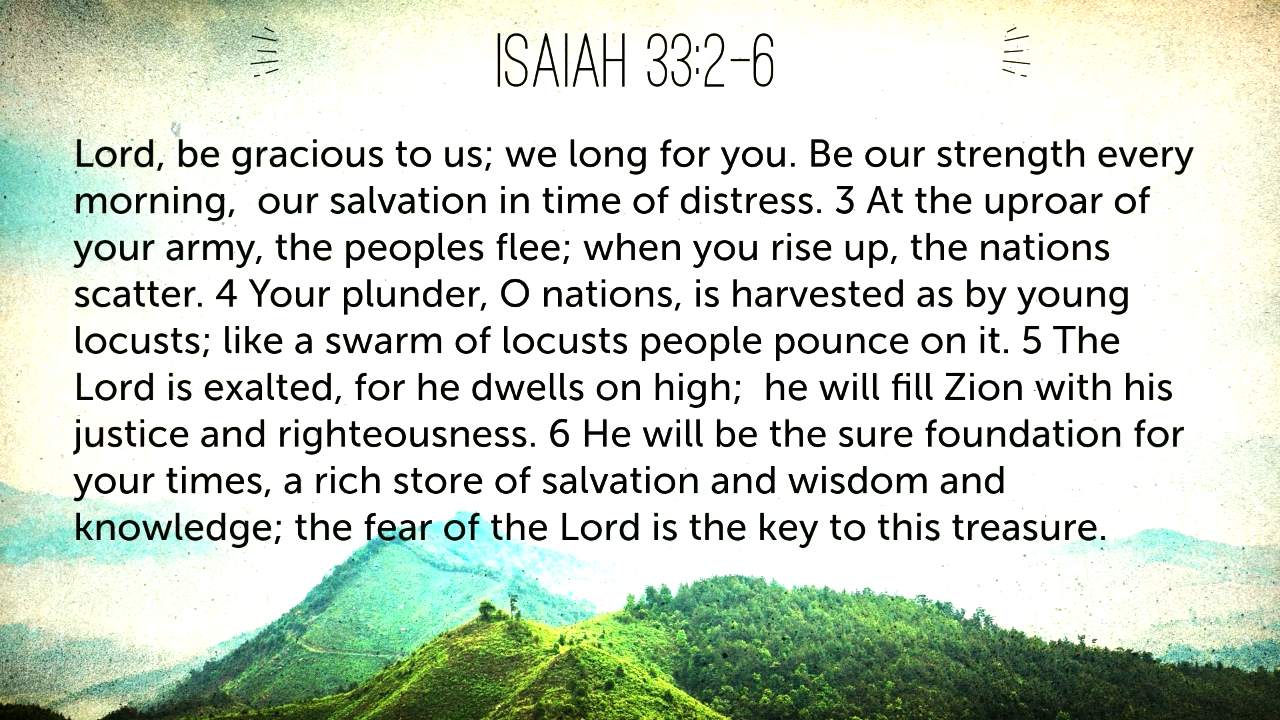 ISAIAH 33:2-6
Lord, be gracious to us; we long for you. Be our strength every
morning,  our salvation in time of distress. 3 At the uproar of
your army, the peoples flee; when you rise up, the nations
scatter. 4 Your plunder, O nations, is harvested as by young
locusts; like a swarm of locusts people pounce on it. 5 The
Lord is exalted, for he dwells on high;  he will fill Zion with his
justice and righteousness. 6 He will be the sure foundation for
your times, a rich store of salvation and wisdom and
knowledge; the fear of the Lord is the key to this treasure.